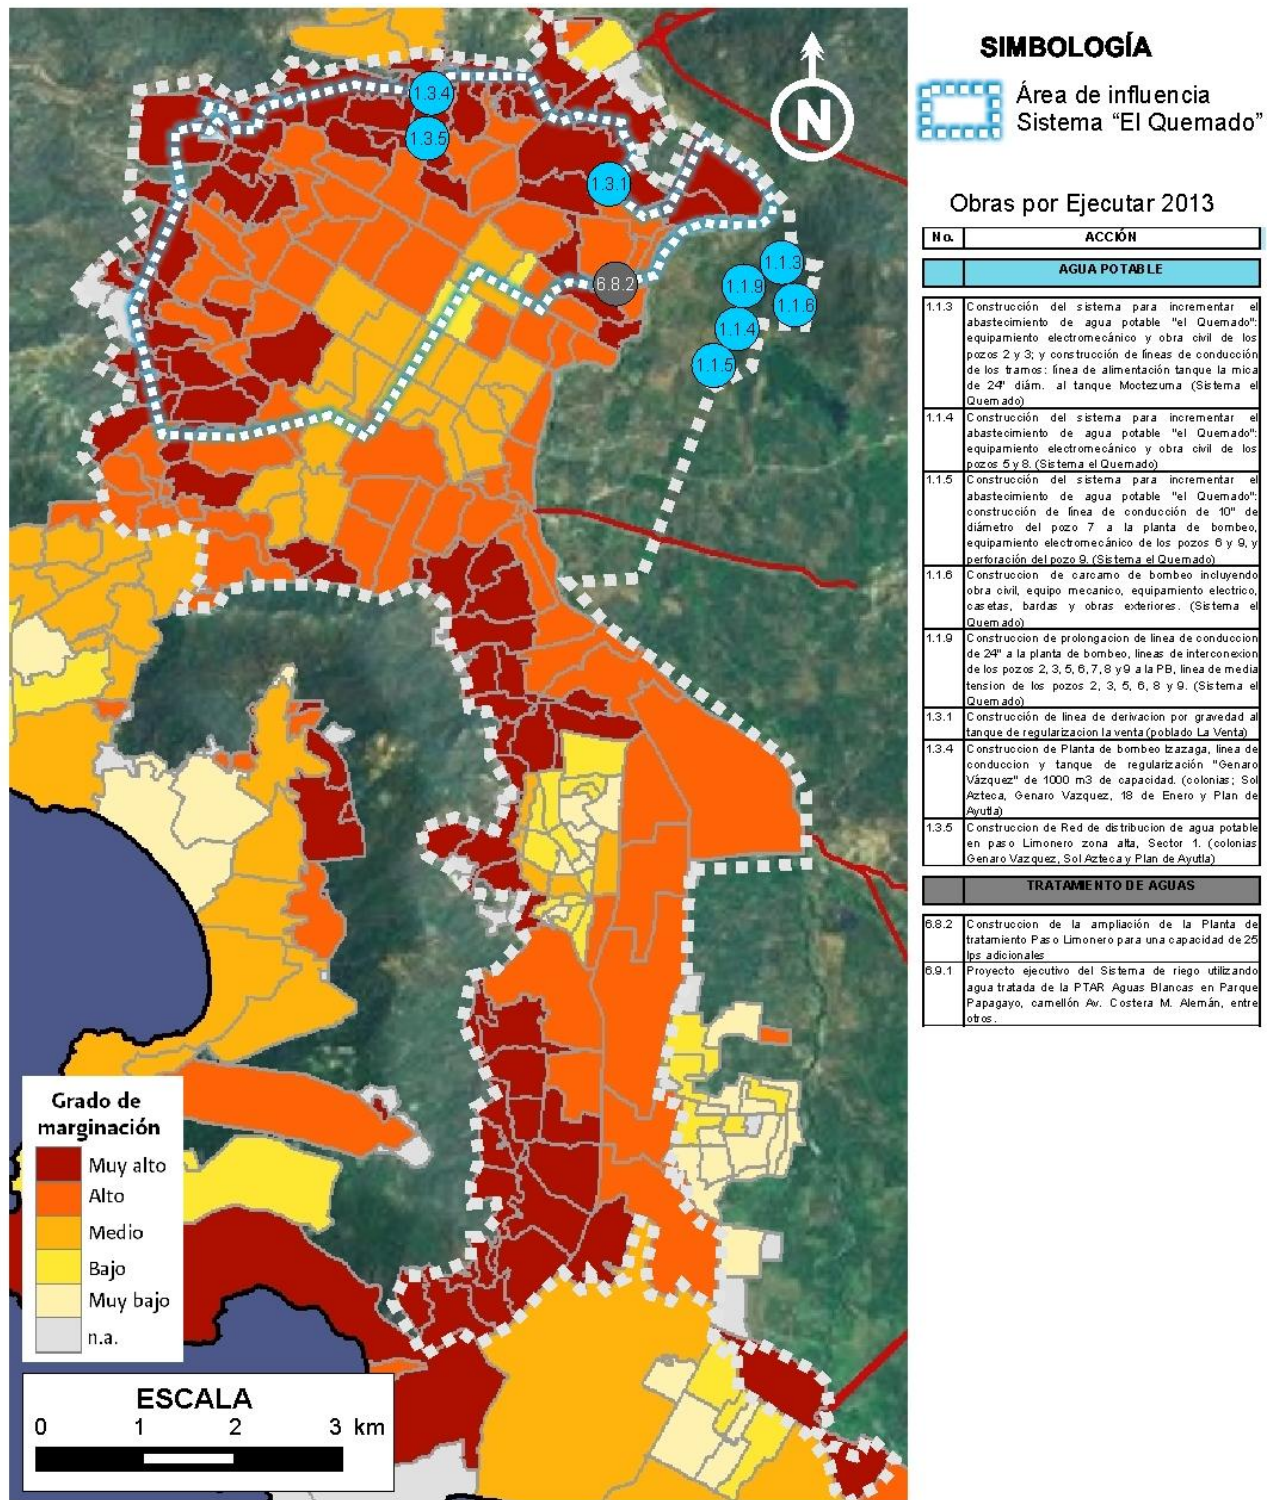 SIMBOLOGÍA
Área de influencia
Sistema "El Quemado"
Obras por Ejecutar 2013
No. ACCIÓN
AGUA POTABLE
1.1.3 Construcción del sistema para incrementar el
abastecimiento de agua potable "el Quemado":
equipamiento electromecánico y obra civil de los
pozos 2 y 3; y construcción de líneas de conducción
de los tramos: línea de alimentación tanque la mica
de 24" diám. al tanque Moctezuma (Sistema el
Quemado)
1.1.4 Construcción del sistema para incrementar el
abastecimiento de agua potable "el Quemado":
equipamiento electromecánico y obra civil de los
pozos 5 y 8. (Sistema el Quemado)
1.1.5 Construcción del sistema para incrementar el
abastecimiento de agua potable "el Quemado":
construcción de línea de conducción de 10" de
diámetro del pozo 7 a la planta de bombeo,
equipamiento electromecánico de los pozos 6 y 9, y
perforación del pozo 9. (Sistema el Quemado)
1.1.6 Construccion de carcamo de bombeo incluyendo
obra civil, equipo mecanico, equipamiento electrico,
casetas, bardas y obras exteriores. (Sistema el
Quemado)
1.1.9 Construccion de prolongacion de linea de conduccion
de 24" a la planta de bombeo, lineas de interconexion
de los pozos 2, 3, 5, 6, 7, 8 y 9 a la PB, linea de media
tension de los pozos 2, 3, 5, 6, 8 y 9. (Sistema el
Quemado)
1.3.1 Construcción de linea de derivacion por gravedad al
tanque de regularizacion la venta (poblado La Venta)
1.3.4 Construccion de Planta de bombeo Izazaga, linea de
conduccion y tanque de regularización "Genaro
Vázquez" de 1000 m3 de capacidad. (colonias; Sol
Azteca, Genaro Vazquez, 18 de Enero y Plan de
Ayutla)
1.3.5 Construccion de Red de distribucion de agua potable
en paso Limonero zona alta, Sector 1. (colonias
Genaro Vazquez, Sol Azteca y Plan de Ayutla)
TRATAMIENTO DE AGUAS
6.8.2 Construccion de la ampliación de la Planta de
tratamiento Paso Limonero para una capacidad de 25
lps adicionales
6.9.1 Proyecto ejecutivo del Sistema de riego utilizando
agua tratada de la PTAR Aguas Blancas en Parque
Papagayo, camellón Av. Costera M. Alemán, entre
otros.
N
1.3.4
1.3.5
1.3.1
6.8.2
1.1.3
1.1.9
1.1.6
1.1.4
1.1.5
Grado de
marginación
Muy alto
Alto
Medio
Bajo
Muy bajo
n.a.
ESCALA
0 1 2 3 km